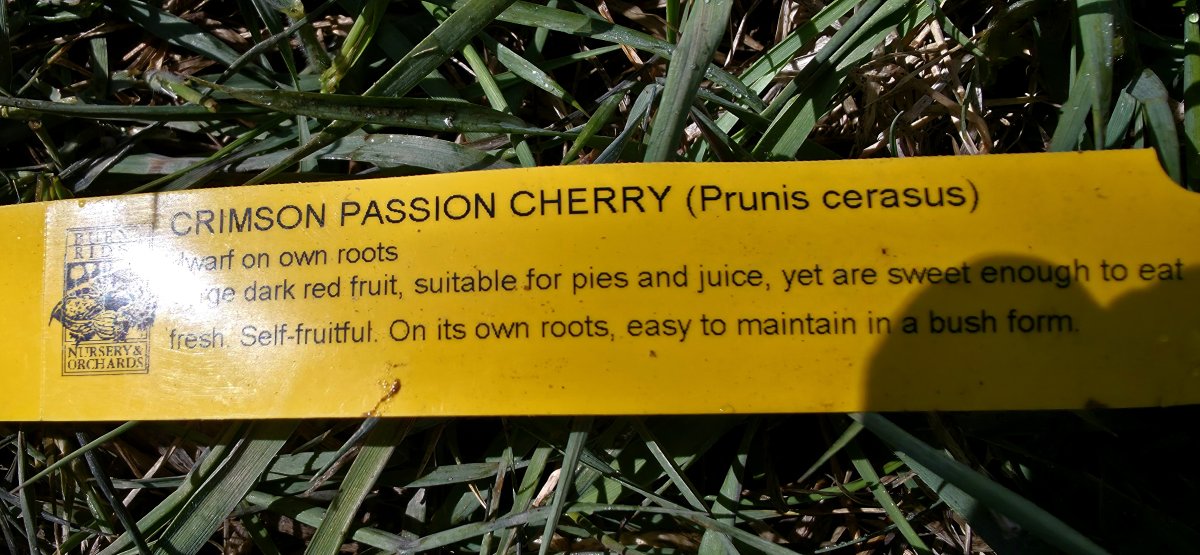 CRIMSON PASSION CHERRY (Prunis cerasus)
dwarf on own roots
dark red fruit, suitable for pies and juice, yet are sweet enough to eat
fresh. Self-fruitful. On its own roots, easy to maintain in a bush form.
NURSERY &
ORCHARDS